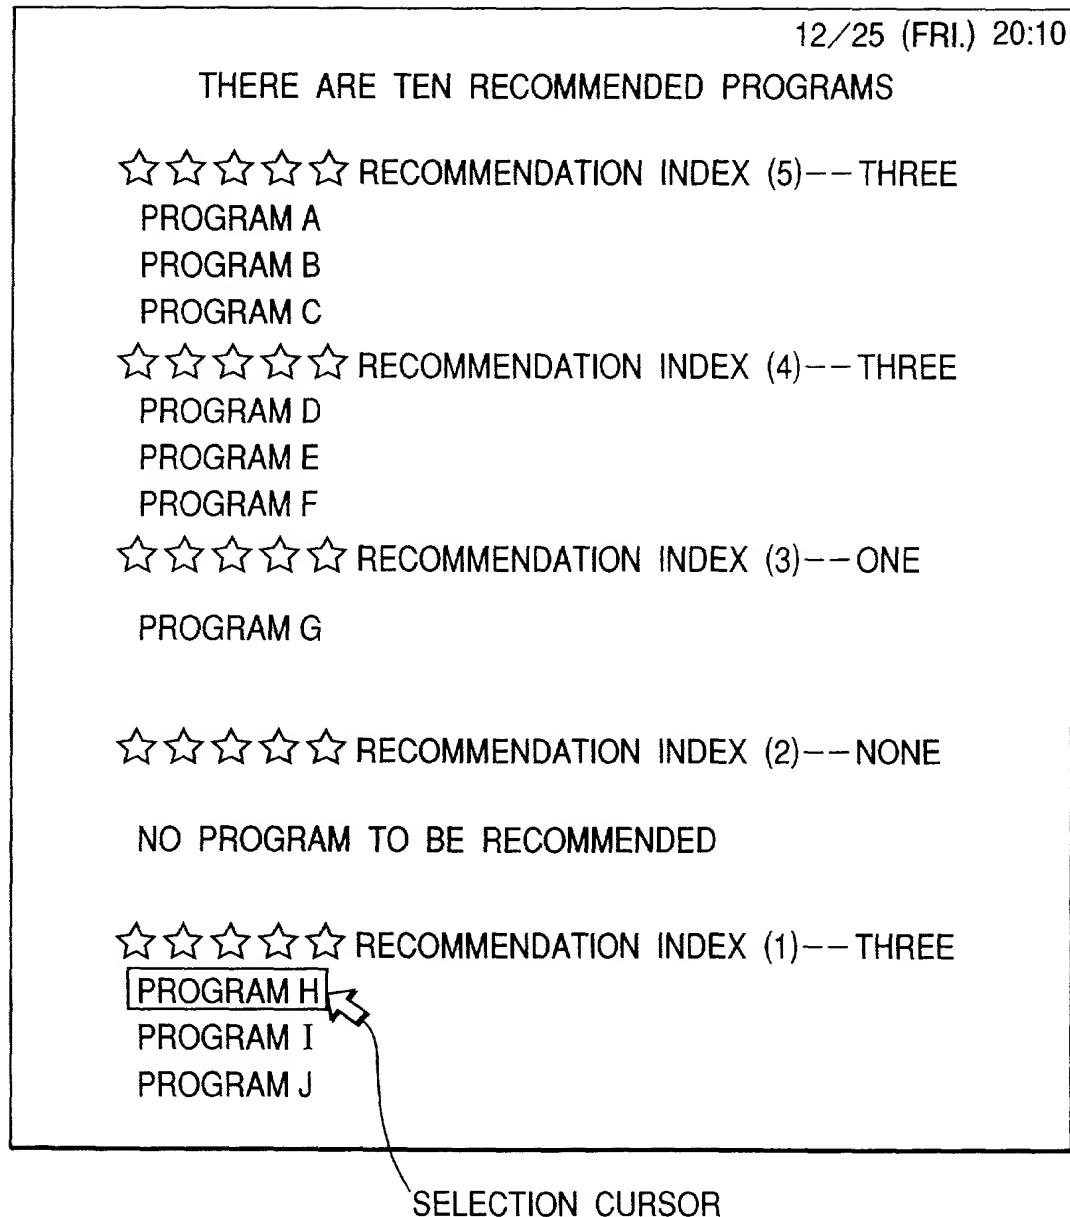 12/25 (FRI.) 20:10
THERE ARE TEN RECOMMENDED PROGRAMS
☆☆☆☆☆ RECOMMENDATION INDEX (5)--THREE
PROGRAM A
PROGRAM B
PROGRAM C
☆☆☆☆☆ RECOMMENDATION INDEX (4)--THREE
PROGRAM D
PROGRAM E
PROGRAM F
☆☆☆☆☆ RECOMMENDATION INDEX (3)--ONE
PROGRAM G
☆☆☆☆☆ RECOMMENDATION INDEX (2)--NONE
NO PROGRAM TO BE RECOMMENDED
☆☆☆☆☆ RECOMMENDATION INDEX (1)--THREE
PROGRAM H
PROGRAM I
PROGRAM J
SELECTION CURSOR